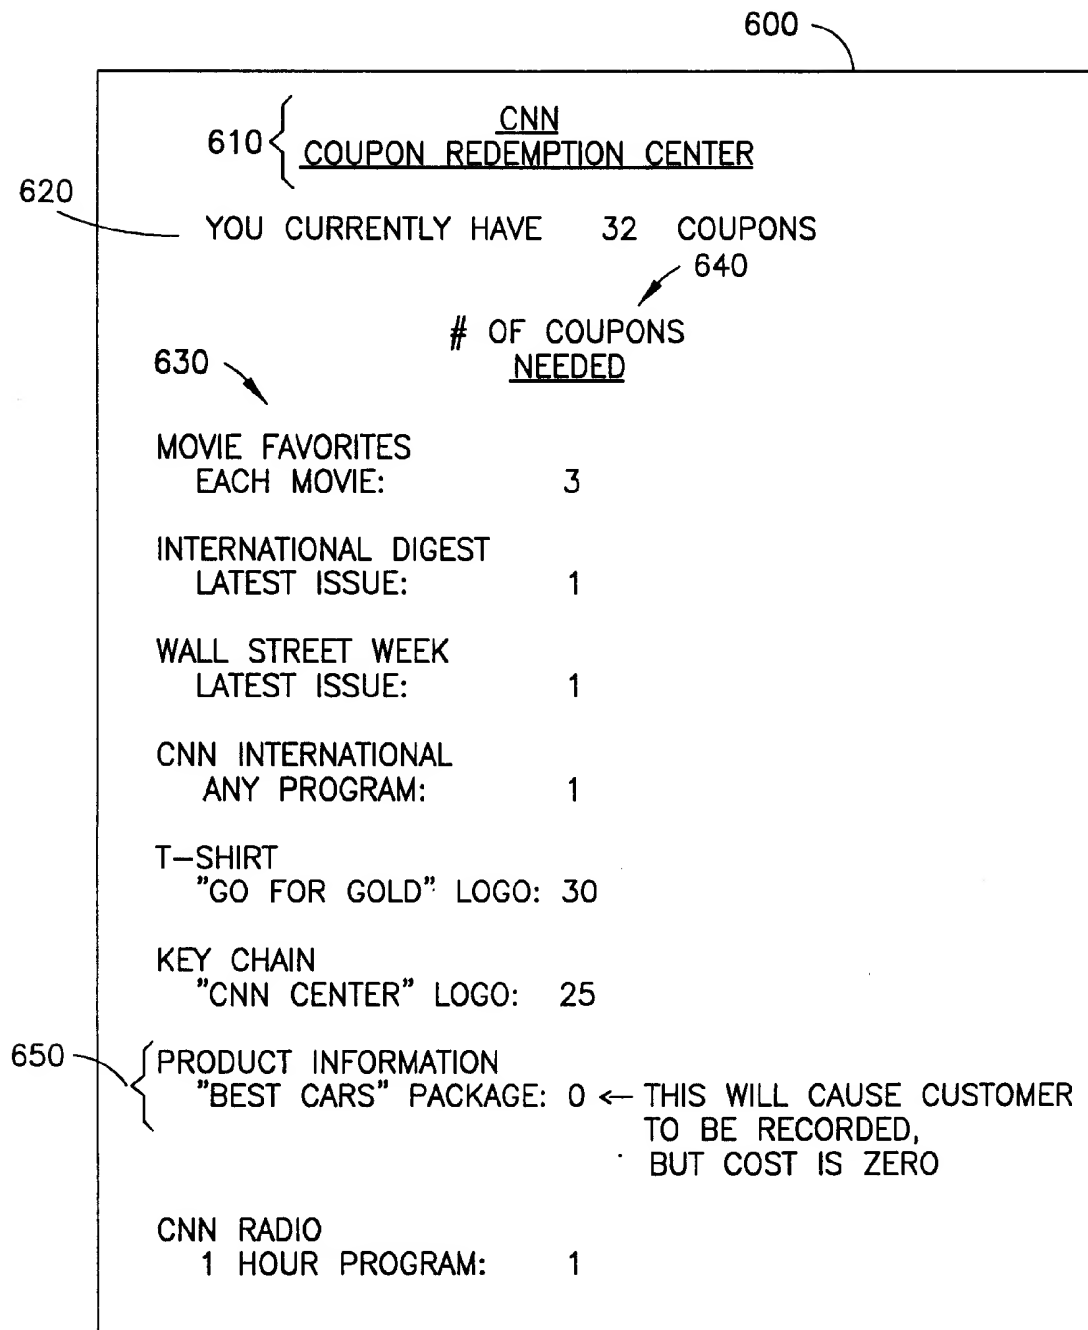 600
610 CNN
COUPON REDEMPTION CENTER
620
YOU CURRENTLY HAVE 32 COUPONS
640
# OF COUPONS
NEEDED
630
MOVIE FAVORITES
EACH MOVIE: 3
INTERNATIONAL DIGEST
LATEST ISSUE: 1
WALL STREET WEEK
LATEST ISSUE: 1
CNN INTERNATIONAL
ANY PROGRAM: 1
T-SHIRT
"GO FOR GOLD" LOGO: 30
KEY CHAIN
"CNN CENTER" LOGO: 25
650 PRODUCT INFORMATION
"BEST CARS" PACKAGE: 0 ← THIS WILL CAUSE CUSTOMER
TO BE RECORDED,
BUT COST IS ZERO
CNN RADIO
1 HOUR PROGRAM: 1